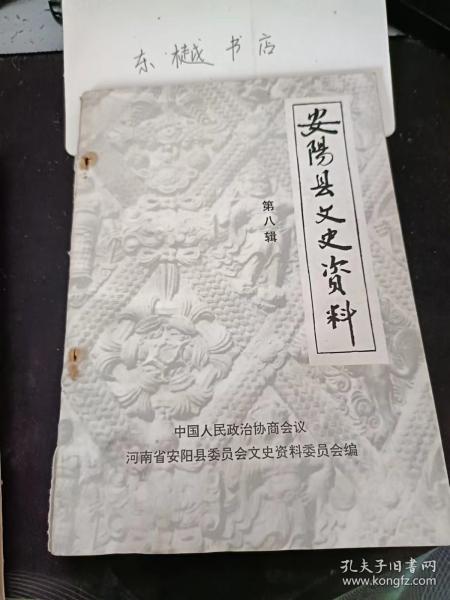 东樾书店
安陽县文史资料
第八辑
中国人民政治协商会议
河南省安阳县委员会文史资料委员会编
孔夫子旧书网
www.kongfz.com